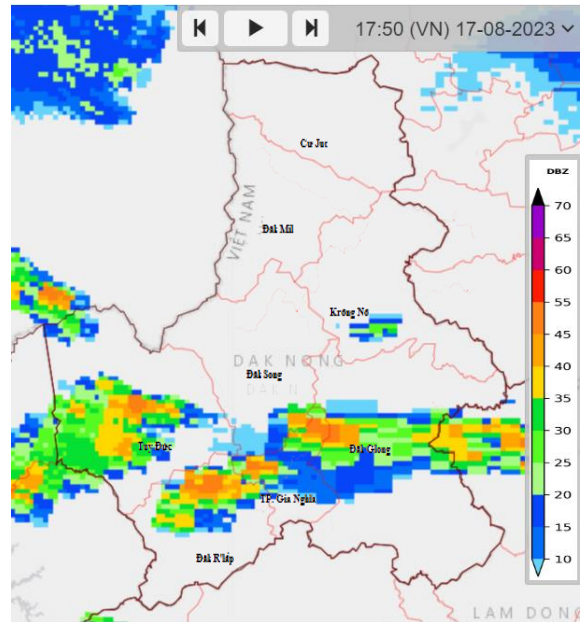 17:50 (VN) 17-08-2023
Cư Jut
DBZ
70
65
60
55
50
45
40
35
30
25
20
15
10
VIỆT NAM
Đăk Mil
Krông Nô
DAK NONG
Đăk Song
DAK N
Tuy Đức
Đăk Glong
TP. Gia Nghĩa
Đăk R'lấp
LAM DONG